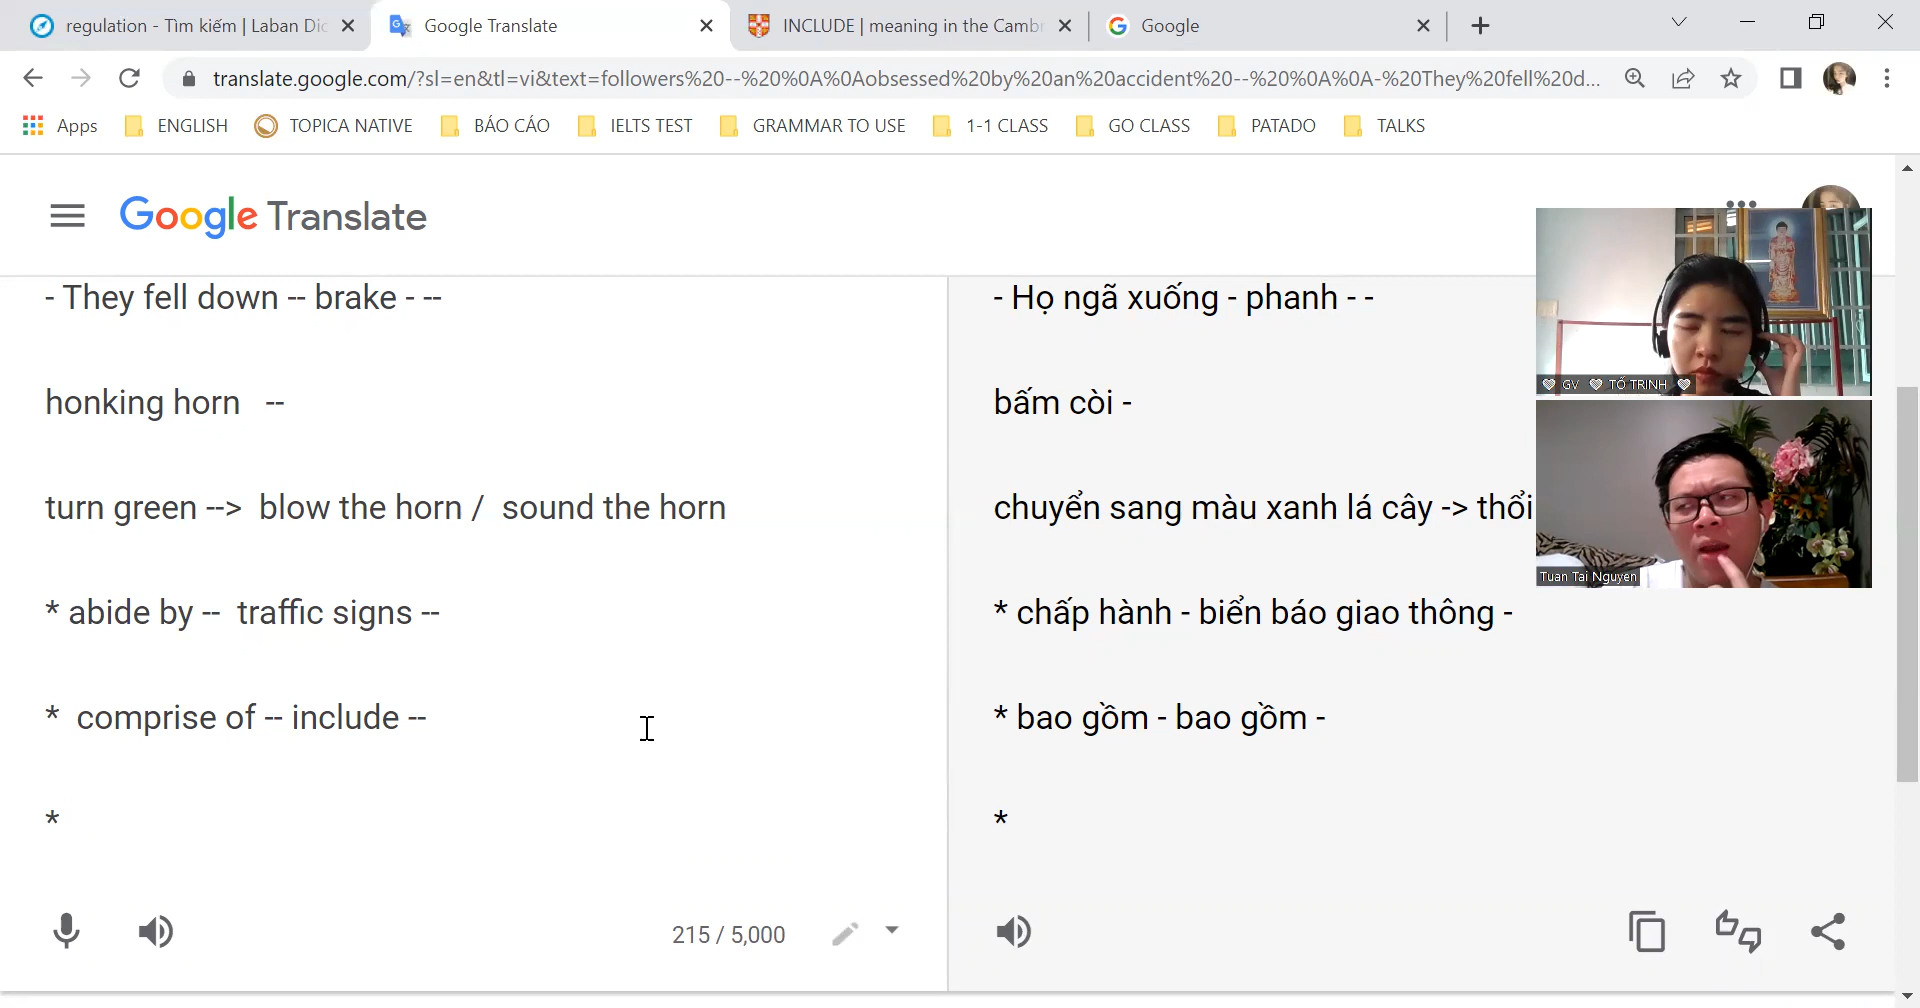 regulation - Tìm kiếm | Laban Dic
Google Translate
INCLUDE | meaning in the Cambr
Google
translate.google.com/?sl=en&tl=vi&text=followers%20--%20%0A%0Aobsessed%20by%20an%20accident%20--%20%0A%0A-%20They%20fell%20d...
Apps
ENGLISH
TOPICA NATIVE
BÁO CÁO
IELTS TEST
GRAMMAR TO USE
1-1 CLASS
GO CLASS
PATADO
TALKS
Google Translate
- They fell down -- brake - --
honking horn --
turn green --> blow the horn / sound the horn
* abide by -- traffic signs --
* comprise of -- include --
*
215 / 5,000
- Họ ngã xuống - phanh - -
bấm còi -
chuyển sang màu xanh lá cây -> thổi
* chấp hành - biển báo giao thông -
* bao gồm - bao gồm -
*
GV TỐ TRINH
Tuan Tai Nguyen